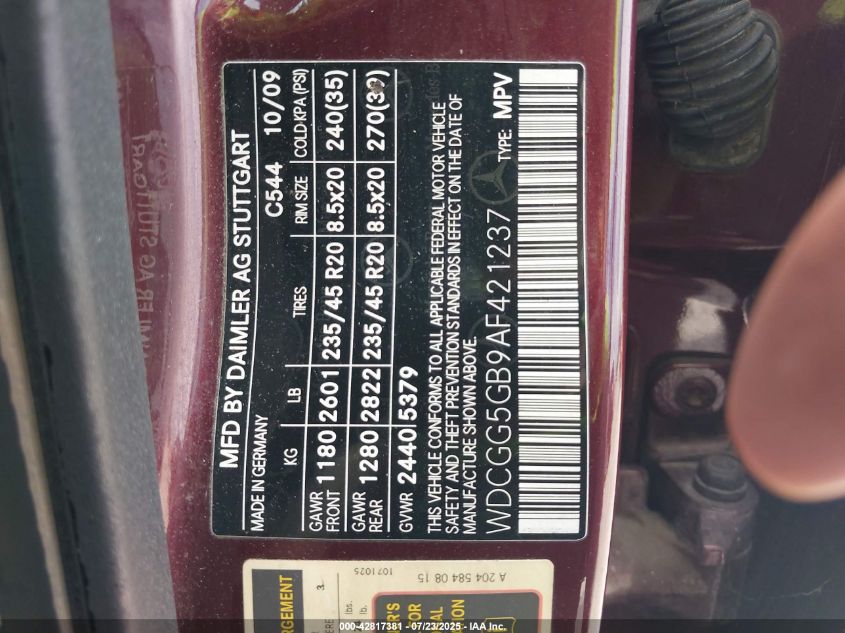 MFD BY DAIMLER AG STUTTGART
MADE IN GERMANY C544 10/09
KG LB TIRES RIM SIZE COLD KPA (PSI)
GAWR FRONT 1180 2601 235/45 R20 8.5x20 240(35)
GAWR REAR 1280 2822 235/45 R20 8.5x20
GVWR 2440 5379
THIS VEHICLE CONFORMS TO ALL APPLICABLE FEDERAL MOTOR VEHICLE
SAFETY AND THEFT PREVENTION STANDARDS IN EFFECT ON THE DATE OF
MANUFACTURE SHOWN ABOVE.
WDCGG5GB9AF421237 TYPE: MPV
A 204 584 08 15
1071025
000-42817381 - 07/23/2025 - IAA Inc.